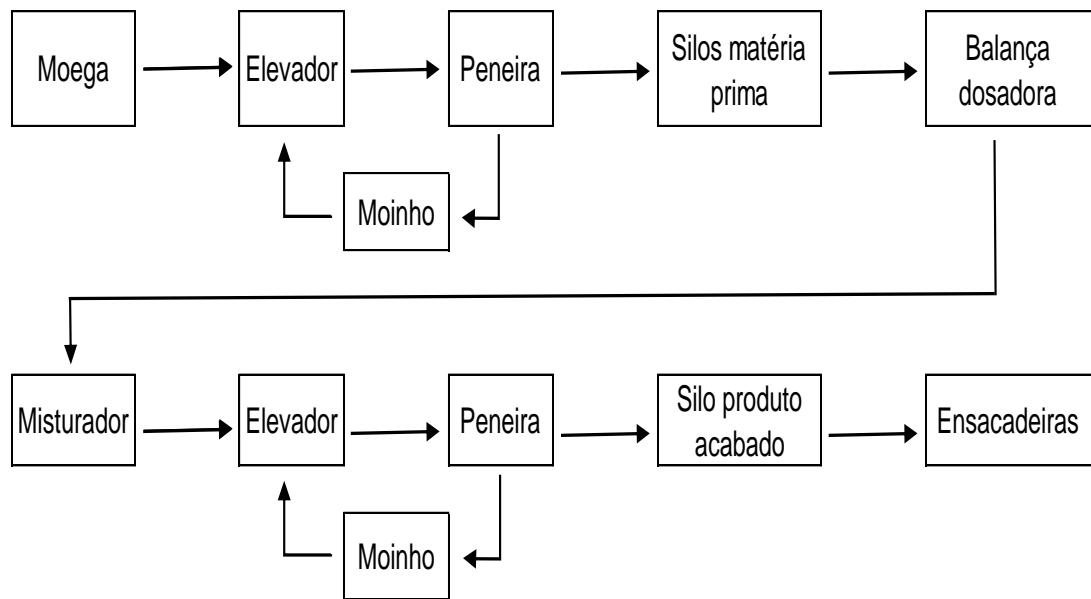 Moega
Elevador
Peneira
Silos matéria
prima
Balança
dosadora
Moinho
Misturador
Elevador
Peneira
Silo produto
acabado
Ensacadeiras
Moinho